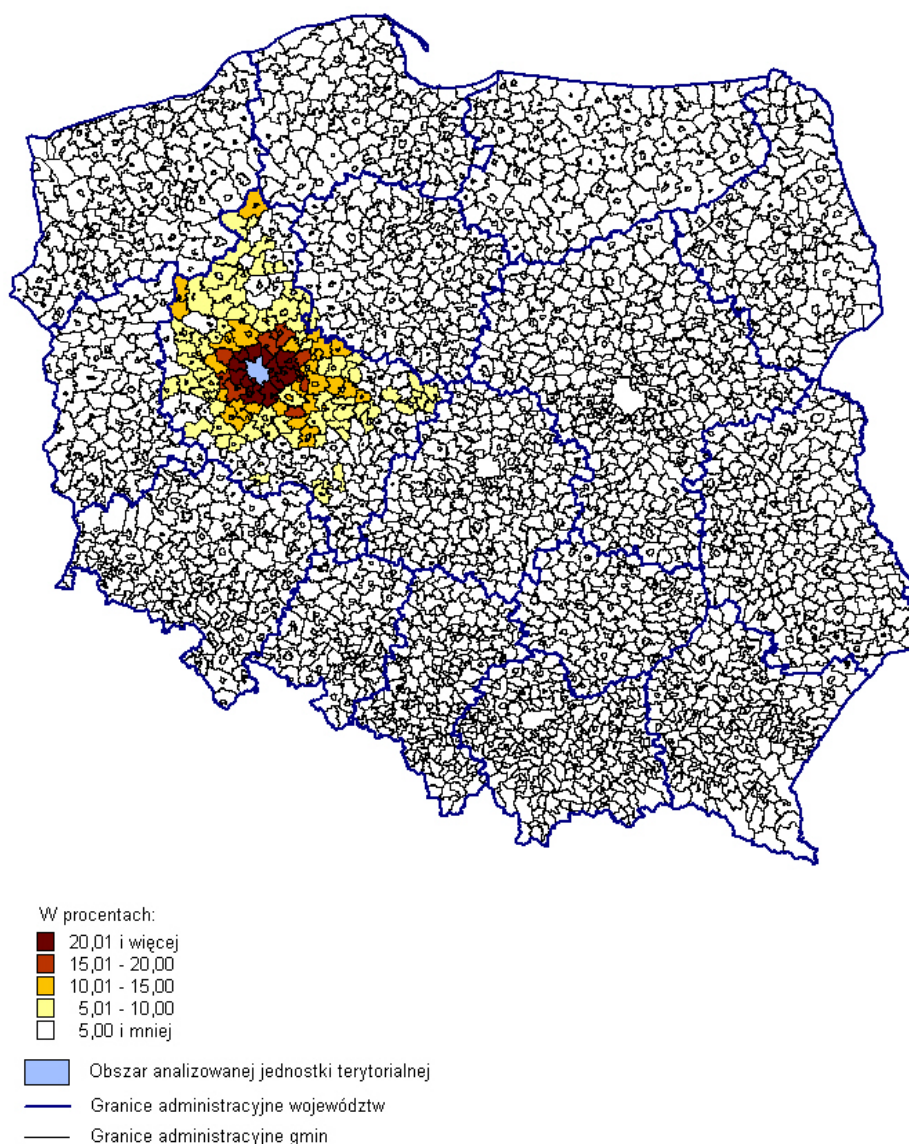 W procentach:
20,01 i więcej
15,01 - 20,00
10,01 - 15,00
5,01 - 10,00
5,00 i mniej
Obszar analizowanej jednostki terytorialnej
Granice administracyjne województw
Granice administracyjne gmin